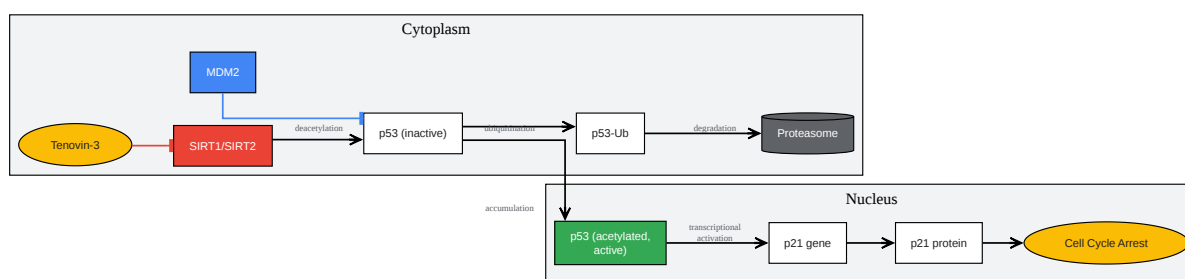 Cytoplasm
MDM2
Tenovin-3
SIRT1/SIRT2
deacetylation
p53 (inactive)
ubiquitination
p53-Ub
degradation
Proteasome
Nucleus
accumulation
p53 (acetylated,
active)
transcriptional
activation
p21 gene
p21 protein
Cell Cycle Arrest